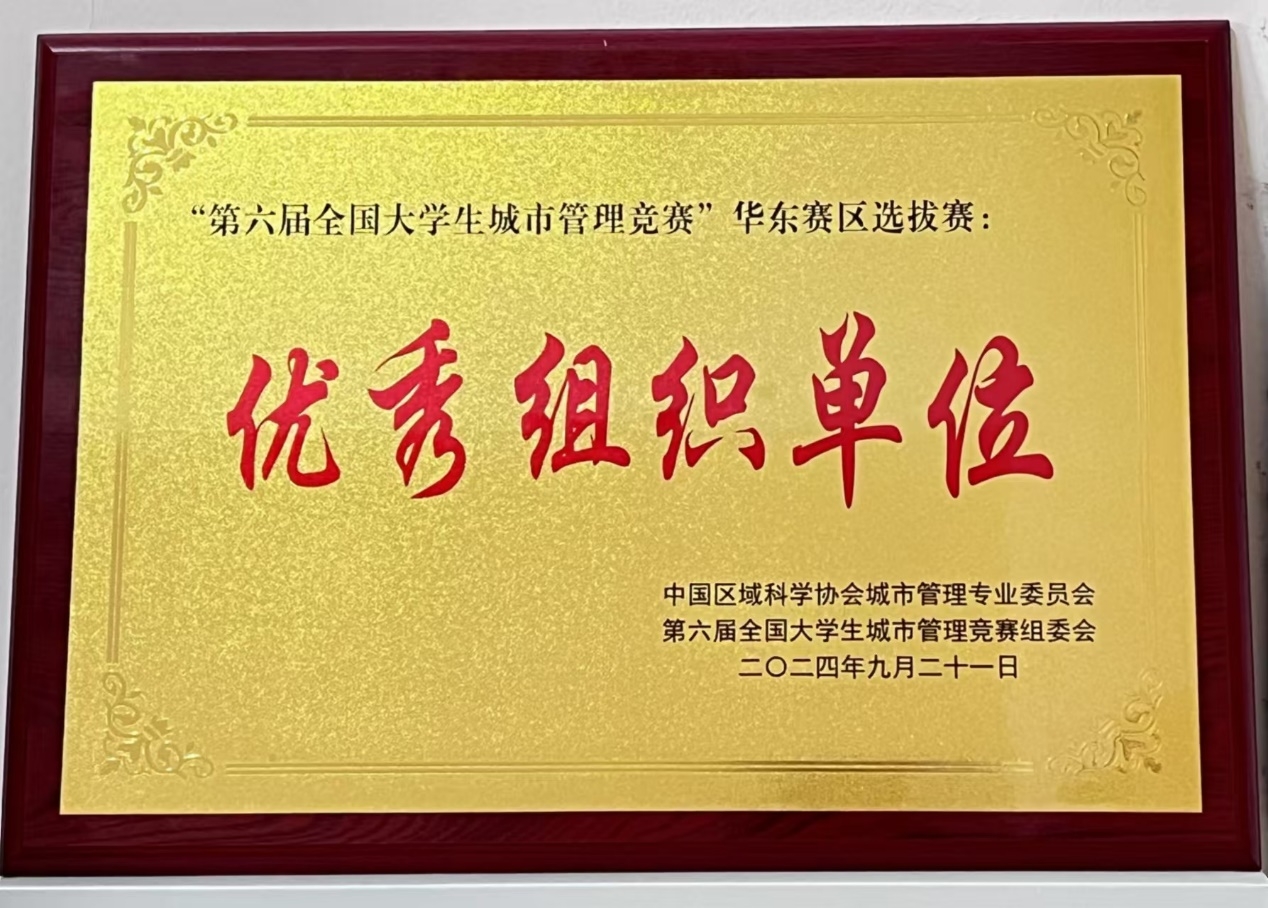 “第六届全国大学生城市管理竞赛”华东赛区选拔赛：
优秀组织单位
中国区域科学协会城市管理专业委员会
第六届全国大学生城市管理竞赛组委会
二〇二四年九月二十一日